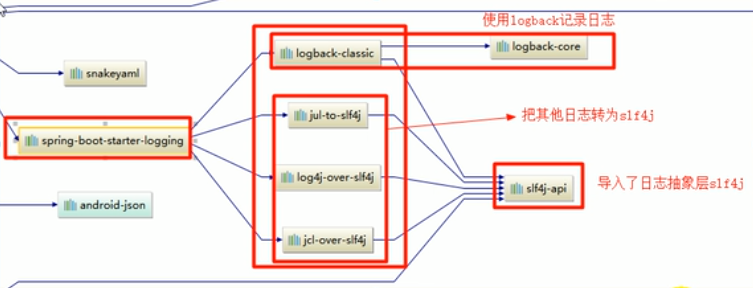 使用logback记录日志
logback-classic
logback-core
snakeyaml
jul-to-slf4j
把其他日志转为slf4j
spring-boot-starter-logging
log4j-over-slf4j
slf4j-api
导入了日志抽象层slf4j
android-json
jcl-over-slf4j